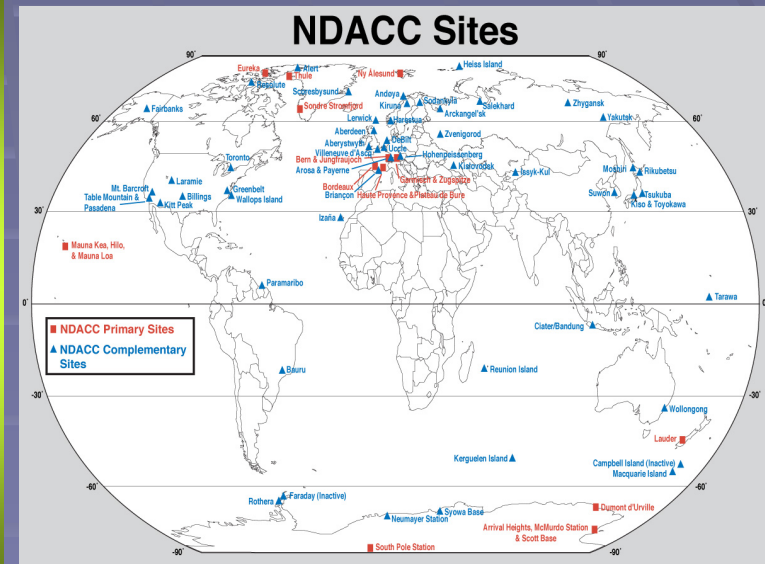 NDACC Sites
90˚
90˚
Heiss Island
Eureka
Alert
Thule
Ny Alesund
Resolute
Scoresbysund
Andoya
Sodankyla
Salekhard
Zhygansk
Kiruna
Fairbanks
Sondre Stromfjord
Arckangel'sk
Yakutsk
60˚
60˚
Lerwick
Harestua
Aberdeen
Zvenigorod
Aberystwyth
DeBilt
Villeneuve d'Ascq
Uccle
Hohenpeissenberg
Toronto
Bern & Jungfraujoch
Kislovodsk
Issyk-Kul
Moshiri
Rikubetsu
Arosa & Payerne
Garmisch & Zugspitze
Mt. Barcroft
Laramie
Greenbelt
Bordeaux
Haute Provence &Plateau de Bure
Suwon
Tsukuba
Table Mountain &
Pasadena
Billings
Wallops Island
Briançon
Kiso & Toyokawa
Kitt Peak
30˚
30˚
Izaña
Mauna Kea, Hilo,
& Mauna Loa
Paramaribo
Tarawa
0˚
0˚
NDACC Primary Sites
Ciater/Bandung
NDACC Complementary
Sites
Bauru
Reunion Island
-30˚
-30˚
Wollongong
Lauder
Kerguelen Island
Campbell Island (Inactive)
Macquarie Island
-60˚
-60˚
Faraday (Inactive)
Rothera
Dumont d'Urville
Syowa Base
Neumayer Station
Arrival Heights, McMurdo Station
& Scott Base
South Pole Station
-90˚
-90˚